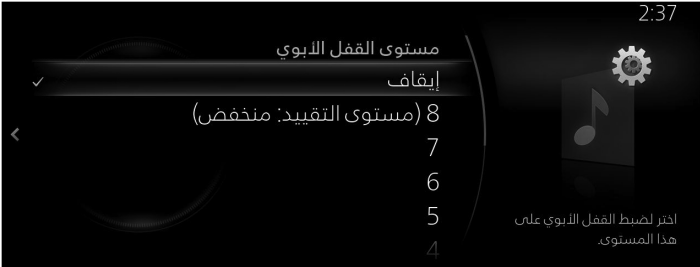 2:37
مستوى القفل الأبوي
إيقاف
8 (مستوى التقييد: منخفض)
7
6
5
4
اختر لضبط القفل الأبوي على
هذا المستوى.